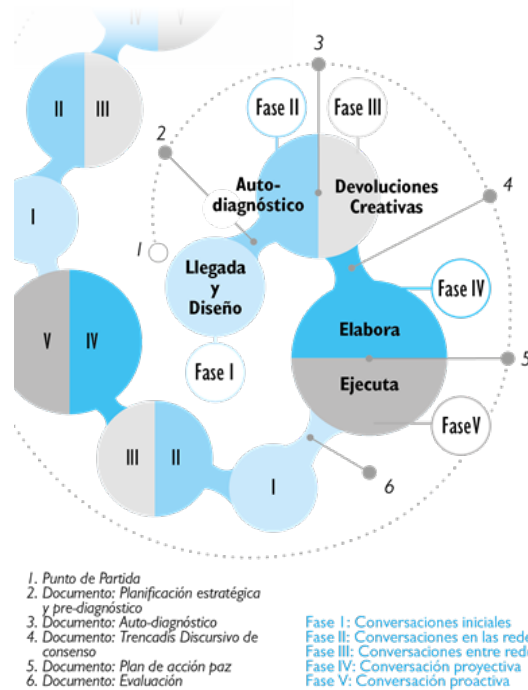 IV
V
3
II
III
Fase II
Fase III
2
Auto-
diagnóstico
Devoluciones
Creativas
4
I
1
Llegada
y
Diseño
Fase IV
V
IV
Elabora
Fase I
5
Ejecuta
Fase V
III
II
I
6
1. Punto de Partida
2. Documento: Planificación estratégica
y pre-diagnóstico
3. Documento: Auto-diagnóstico
4. Documento: Trencadís Discursivo de
consenso
5. Documento: Plan de acción paz
6. Documento: Evaluación
Fase I: Conversaciones iniciales
Fase II: Conversaciones en las rede
Fase III: Conversaciones entre rede
Fase IV: Conversación proyectiva
Fase V: Conversación proactiva